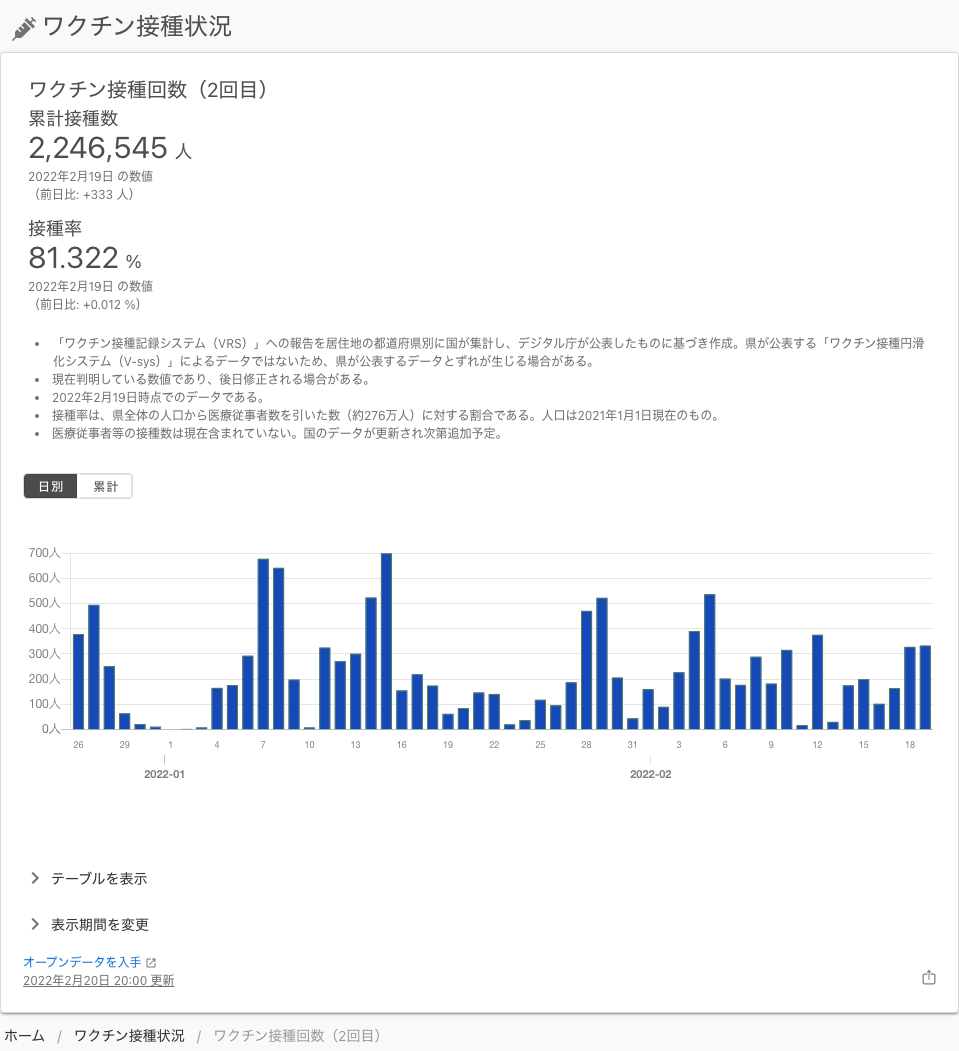 ワクチン接種状況
ワクチン接種回数（2回目）
累計接種数
2,246,545 人
2022年2月19日 の数値
（前日比: +333 人）
接種率
81.322 %
2022年2月19日 の数値
（前日比: +0.012 %）
• 「ワクチン接種記録システム（VRS）」への報告を居住地の都道府県別に国が集計し、デジタル庁が公表したものに基づき作成。県が公表する「ワクチン接種円滑
化システム（V-sys）」によるデータではないため、県が公表するデータとずれが生じる場合がある。
• 現在判明している数値であり、後日修正される場合がある。
• 2022年2月19日時点でのデータである。
• 接種率は、県全体の人口から医療従事者数を引いた数（約276万人）に対する割合である。人口は2021年1月1日現在のもの。
• 医療従事者等の接種数は現在含まれていない。国のデータが更新され次第追加予定。
日別 累計
700人
600人
500人
400人
300人
200人
100人
0人
26 29 1 4 7 10 13 16 19 22 25 28 31 3 6 9 12 15 18
2022-01 2022-02
テーブルを表示
表示期間を変更
オープンデータを入手
2022年2月20日 20:00 更新
ホーム / ワクチン接種状況 / ワクチン接種回数（2回目）